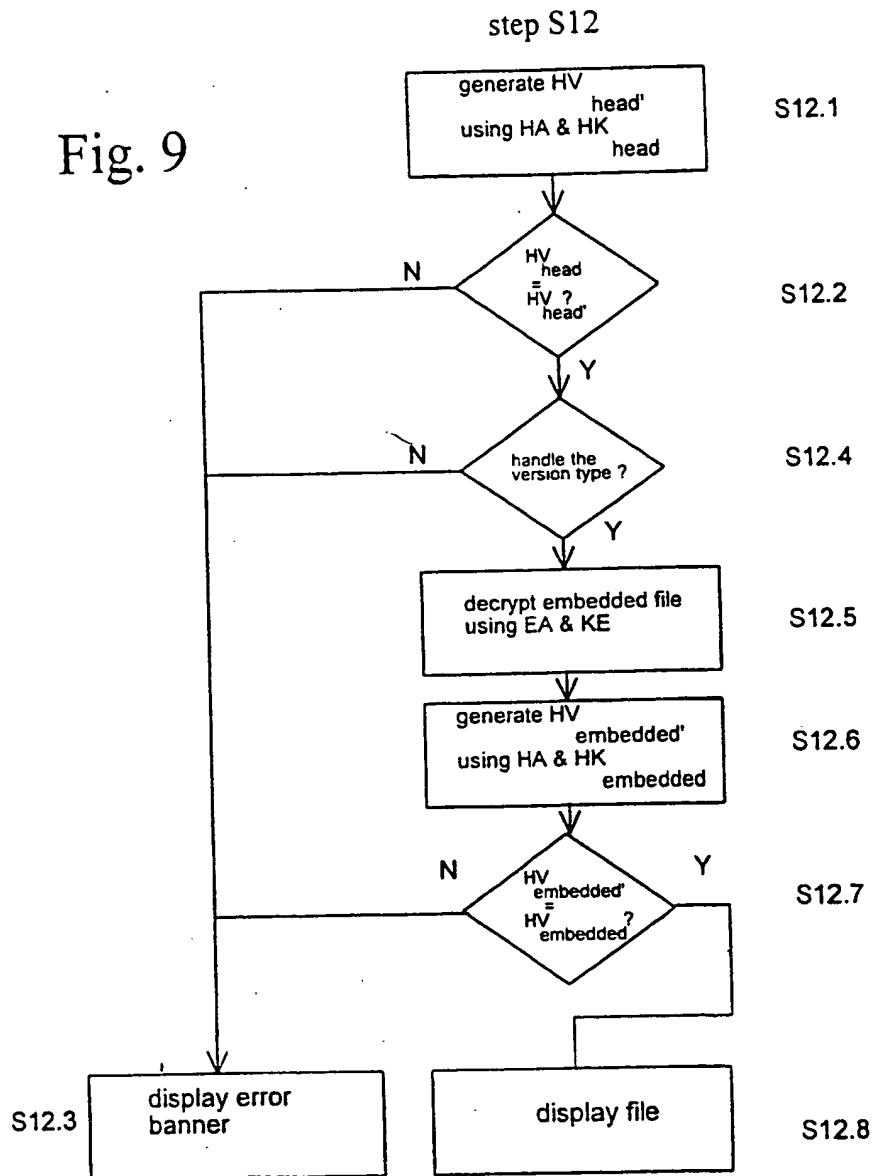 step S12
Fig. 9
generate HV
head'
using HA & HK
head
S12.1
HV
head
=
HV ?
head'
N
Y
S12.2
handle the
version type ?
N
Y
S12.4
decrypt embedded file
using EA & KE
S12.5
generate HV
embedded'
using HA & HK
embedded
S12.6
HV
embedded'
=
HV
embedded?
N
Y
S12.7
S12.3
display error
banner
display file
S12.8